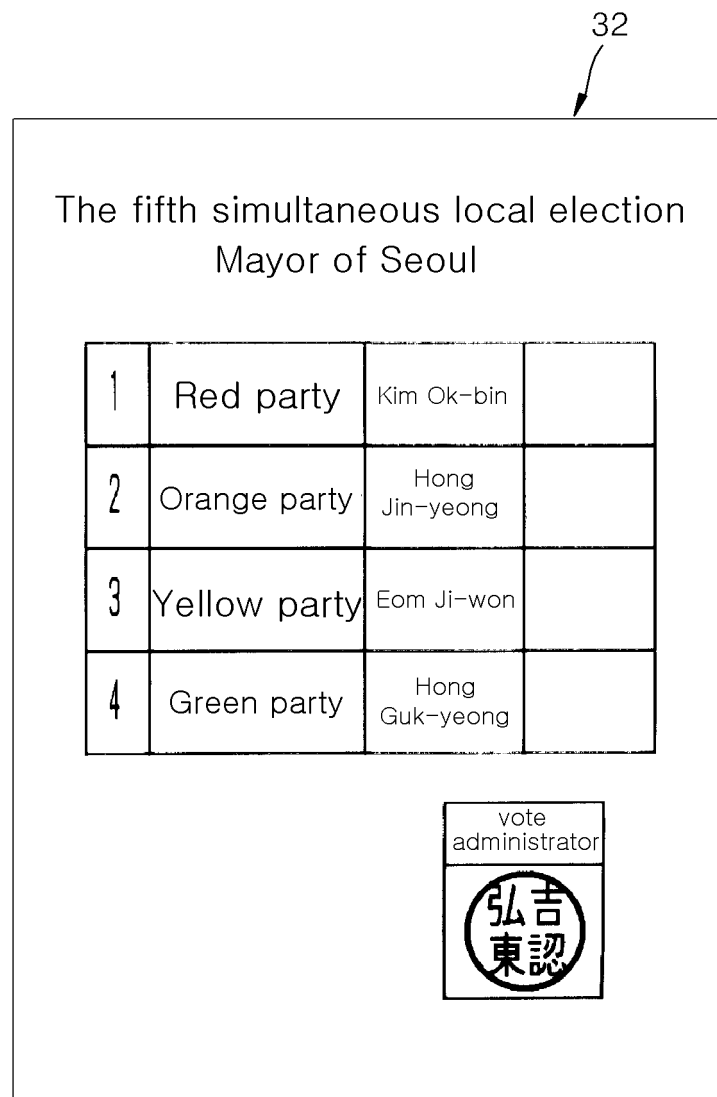 32
The fifth simultaneous local election
Mayor of Seoul
1 Red party Kim Ok-bin
2 Orange party Hong
Jin-yeong
3 Yellow party Eom Ji-won
4 Green party Hong
Guk-yeong
vote
administrator
弘吉
東認